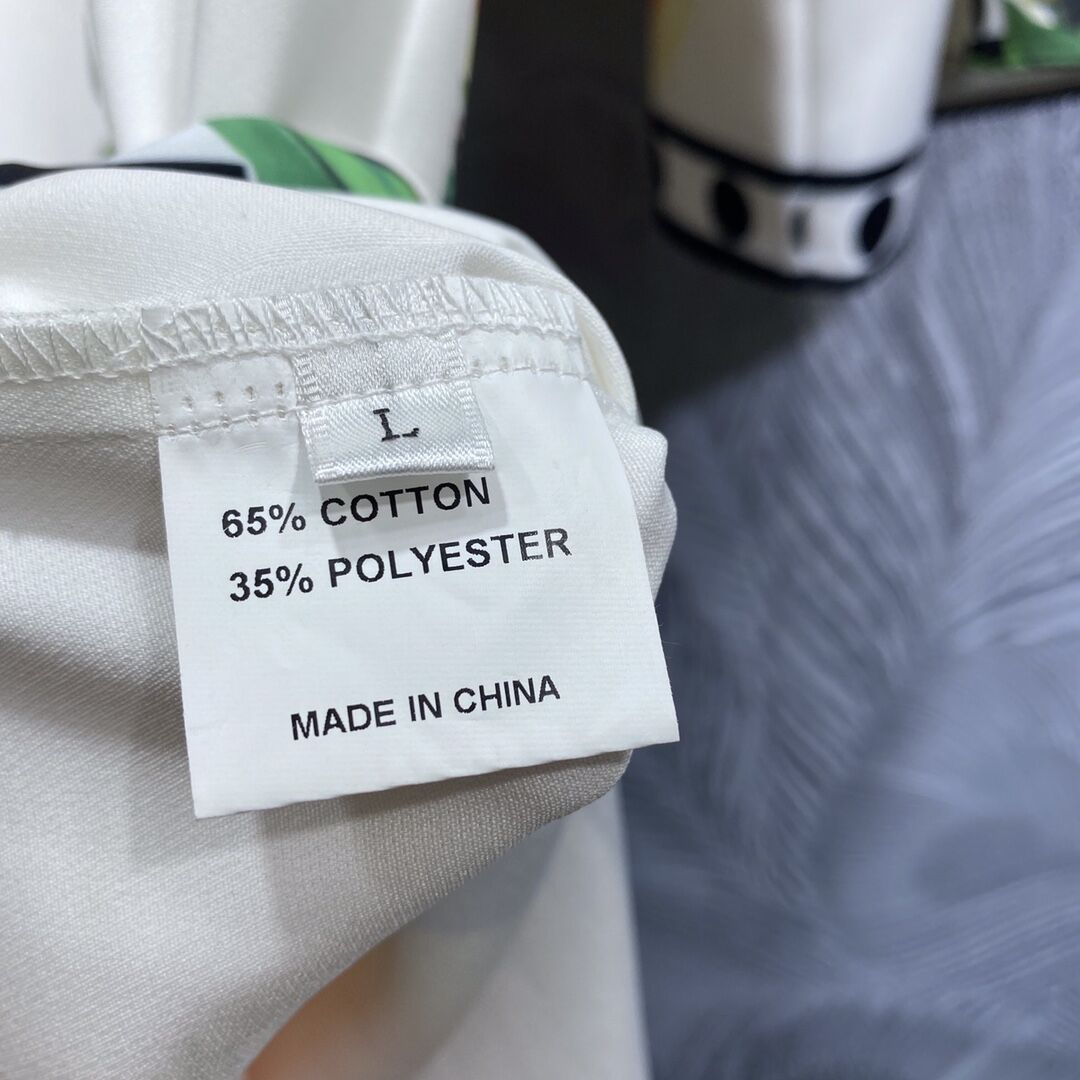 L
65% COTTON
35% POLYESTER
MADE IN CHINA